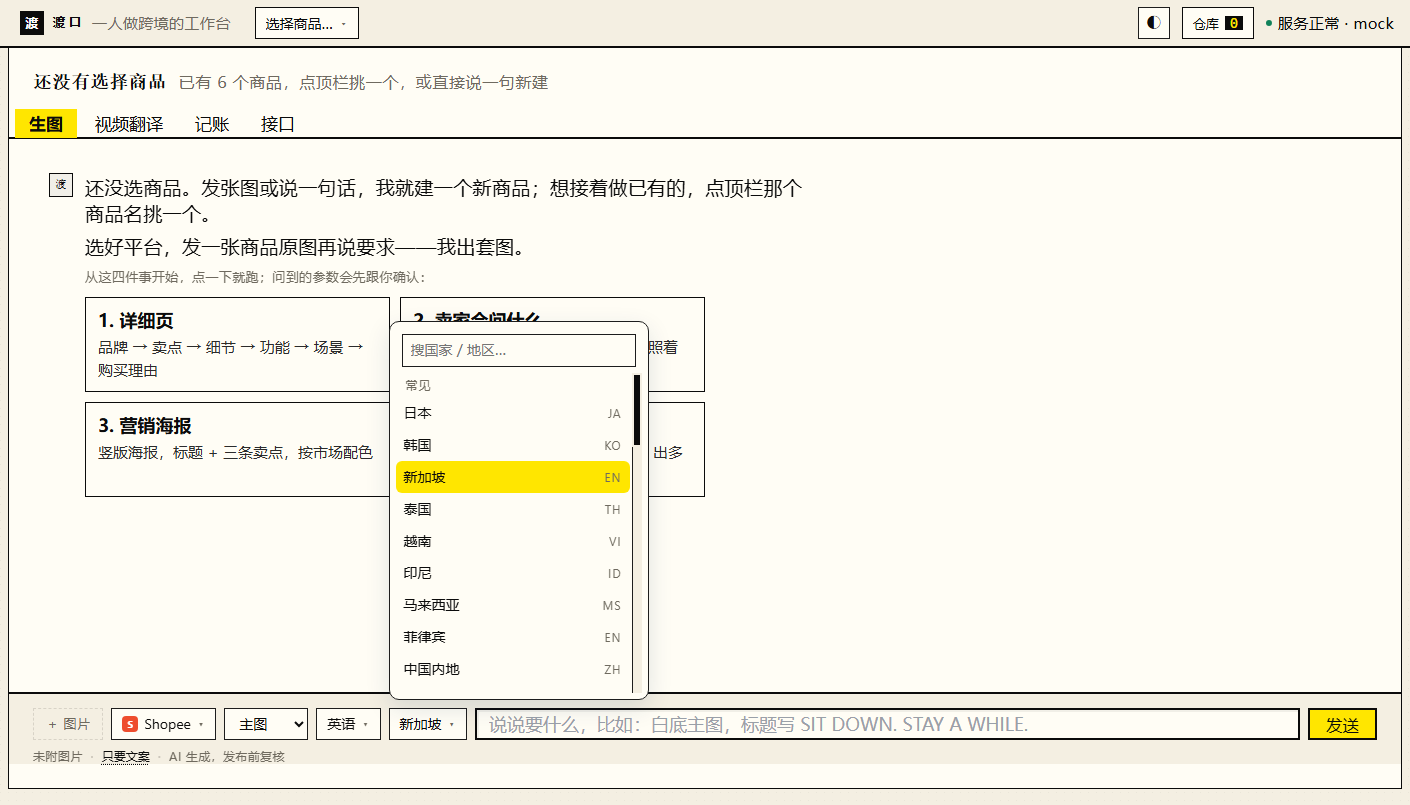 渡 渡口 一人做跨境的工作台 选择商品...
仓库 0 服务正常 · mock
还没有选择商品 已有 6 个商品，点顶栏挑一个，或直接说一句新建
生图 视频翻译 记账 接口
渡 还没选商品。发张图或说一句话，我就建一个新商品；想接着做已有的，点顶栏那个
商品名挑一个。
选好平台，发一张商品原图再说要求——我出套图。
从这四件事开始，点一下就跑；问到的参数会先跟你确认：
1. 详细页
品牌 → 卖点 → 细节 → 功能 → 场景 →
购买理由
2. 卖家会问什么
照着
3. 营销海报
竖版海报，标题 + 三条卖点，按市场配色
出多
搜国家 / 地区...
常见
日本 JA
韩国 KO
新加坡 EN
泰国 TH
越南 VI
印尼 ID
马来西亚 MS
菲律宾 EN
中国内地 ZH
+ 图片 S Shopee 主图 英语 新加坡 说说要什么，比如：白底主图，标题写 SIT DOWN. STAY A WHILE. 发送
未附图片 · 只要文案 · AI 生成，发布前复核